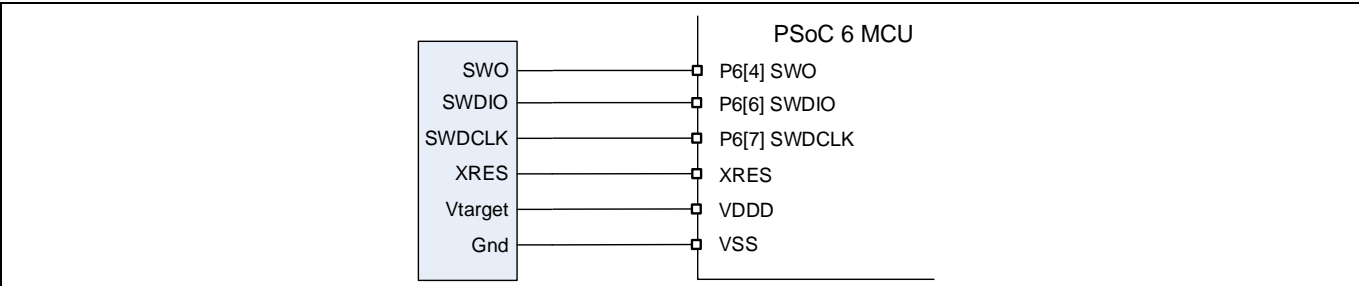 PSoC 6 MCU
SWO P6[4] SWO
SWDIO P6[6] SWDIO
SWDCLK P6[7] SWDCLK
XRES XRES
Vtarget VDDD
Gnd VSS